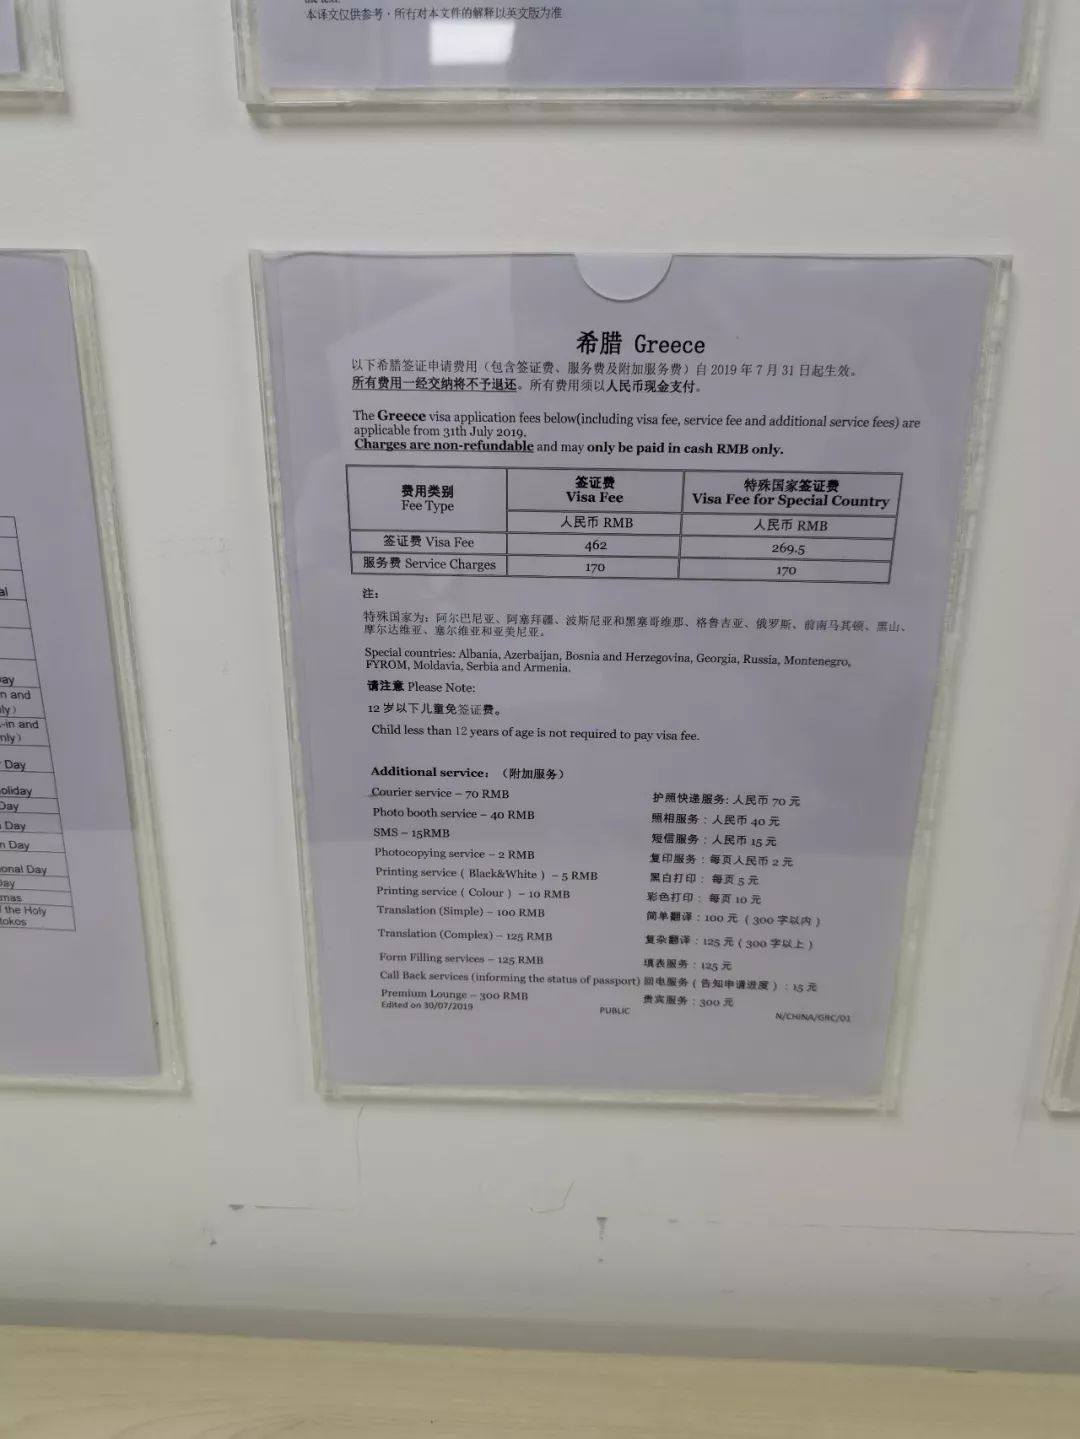 the text.
本译文仅供参考，所有对本文件的解释以英文版为准
希腊 Greece
以下希腊签证申请费用（包含签证费、服务费及附加服务费）自 2019 年 7 月 31 日起生效。
所有费用一经交纳将不予退还。所有费用须以人民币现金支付。
The Greece visa application fees below(including visa fee, service fee and additional service fees) are
applicable from 31th July 2019.
Charges are non-refundable and may only be paid in cash RMB only.
费用类别 签证费 特殊国家签证费
Fee Type Visa Fee Visa Fee for Special Country
人民币 RMB 人民币 RMB
签证费 Visa Fee 462 269.5
服务费 Service Charges 170 170
注：
特殊国家为：阿尔巴尼亚、阿塞拜疆、波斯尼亚和黑塞哥维那、格鲁吉亚、俄罗斯、前南马其顿、黑山、
摩尔达维亚、塞尔维亚和亚美尼亚。
Special countries: Albania, Azerbaijan, Bosnia and Herzegovina, Georgia, Russia, Montenegro,
FYROM, Moldavia, Serbia and Armenia.
请注意 Please Note:
12 岁以下儿童免签证费。
Child less than 12 years of age is not required to pay visa fee.
Additional service：（附加服务）
Courier service – 70 RMB 护照快递服务: 人民币 70 元
Photo booth service – 40 RMB 照相服务：人民币 40 元
SMS – 15RMB 短信服务：人民币 15 元
Photocopying service – 2 RMB 复印服务：每页人民币 2 元
Printing service（ Black&White ）– 5 RMB 黑白打印： 每页 5 元
Printing service（ Colour ）– 10 RMB 彩色打印： 每页 10 元
Translation (Simple) – 100 RMB 简单翻译：100 元（ 300 字以内 ）
Translation (Complex) – 125 RMB 复杂翻译：125 元（ 300 字以上 ）
Form Filling services – 125 RMB 填表服务：125 元
Call Back services (informing the status of passport) 回电服务（ 告知申请进度 ）：15 元
Premium Lounge – 300 RMB 贵宾服务：300 元
Edited on 30/07/2019 PUBLIC N/CHINA/GRC/01
al
ay
n and
ly）
-in and
nly）
Day
oliday
Day
Day
n Day
onal Day
ay
mas
the Holy
tokos